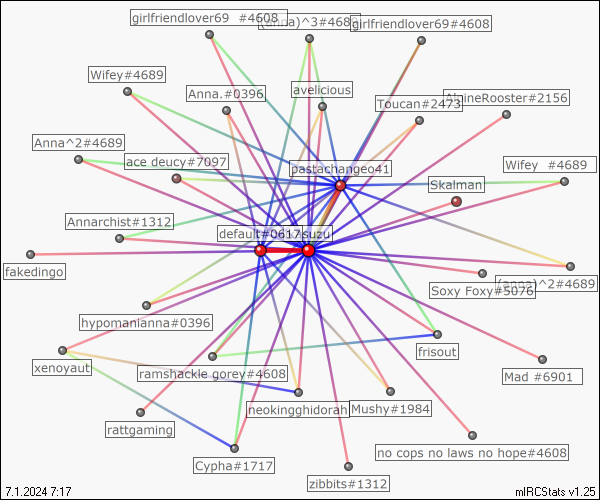 girlfriendlover69 #4608
(anna)^3#468
girlfriendlover69#4608
Wifey#4689
Anna.#0396
avelicious
Toucan#2473
AlpineRooster#2156
Anna^2#4689
ace deucy#7097
pastachangeo41
Skalman
Wifey #4689
Annarchist#1312
default#0617
suzu
fakedingo
Soxy Foxy#5076
(anna)^2#4689
hypomanianna#0396
frisout
xenoyaut
ramshackle gorey#4608
Mad #6901
neokingghidorah
Mushy#1984
rattgaming
no cops no laws no hope#4608
Cypha#1717
zibbits#1312
7.1.2024 7:17
mIRCStats v1.25